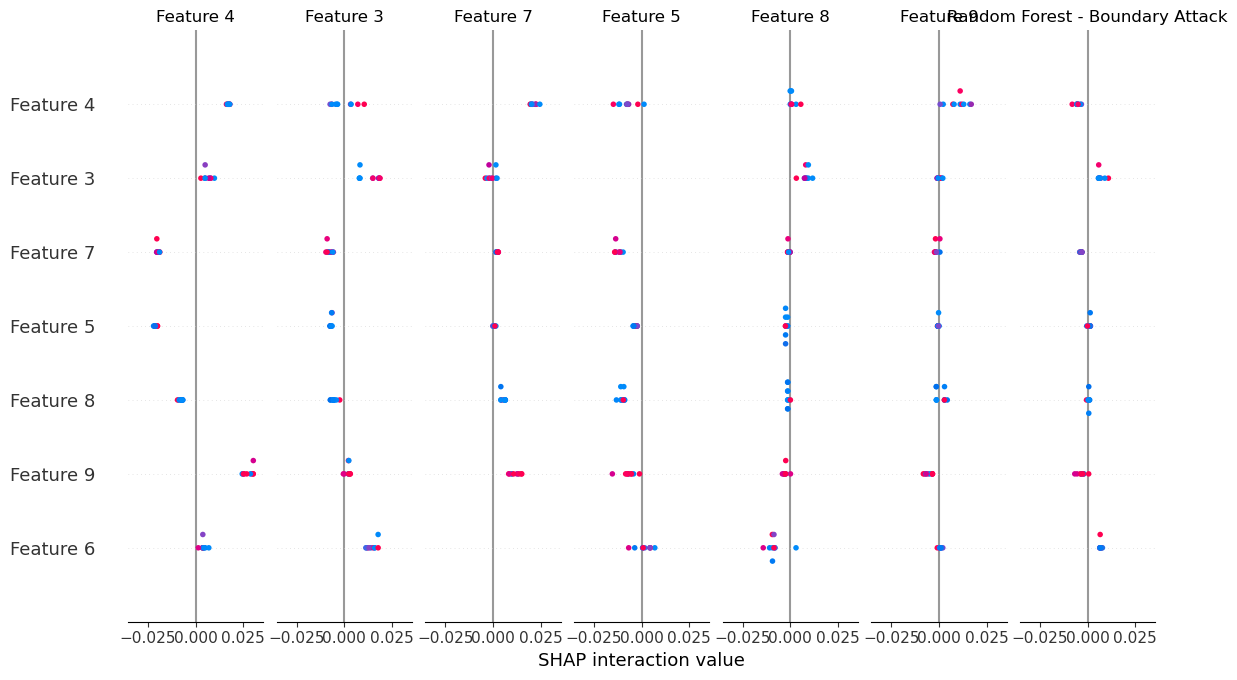 Feature 4 Feature 3 Feature 7 Feature 5 Feature 8 Feature 9 Random Forest - Boundary Attack
Feature 4
Feature 3
Feature 7
Feature 5
Feature 8
Feature 9
Feature 6
−0.025 0.000 0.025 −0.025 0.000 0.025 −0.025 0.000 0.025 −0.025 0.000 0.025 −0.025 0.000 0.025 −0.025 0.000 0.025 −0.025 0.000 0.025
SHAP interaction value